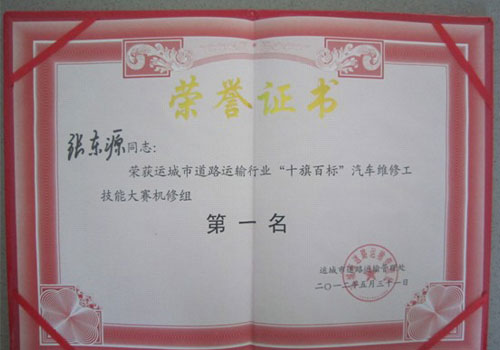 荣誉证书
张东源同志:
荣获运城市道路运输行业“十旗百标”汽车维修工
技能大赛机修组
第一名
运城市道路运输管理处
二〇一二年五月三十一日